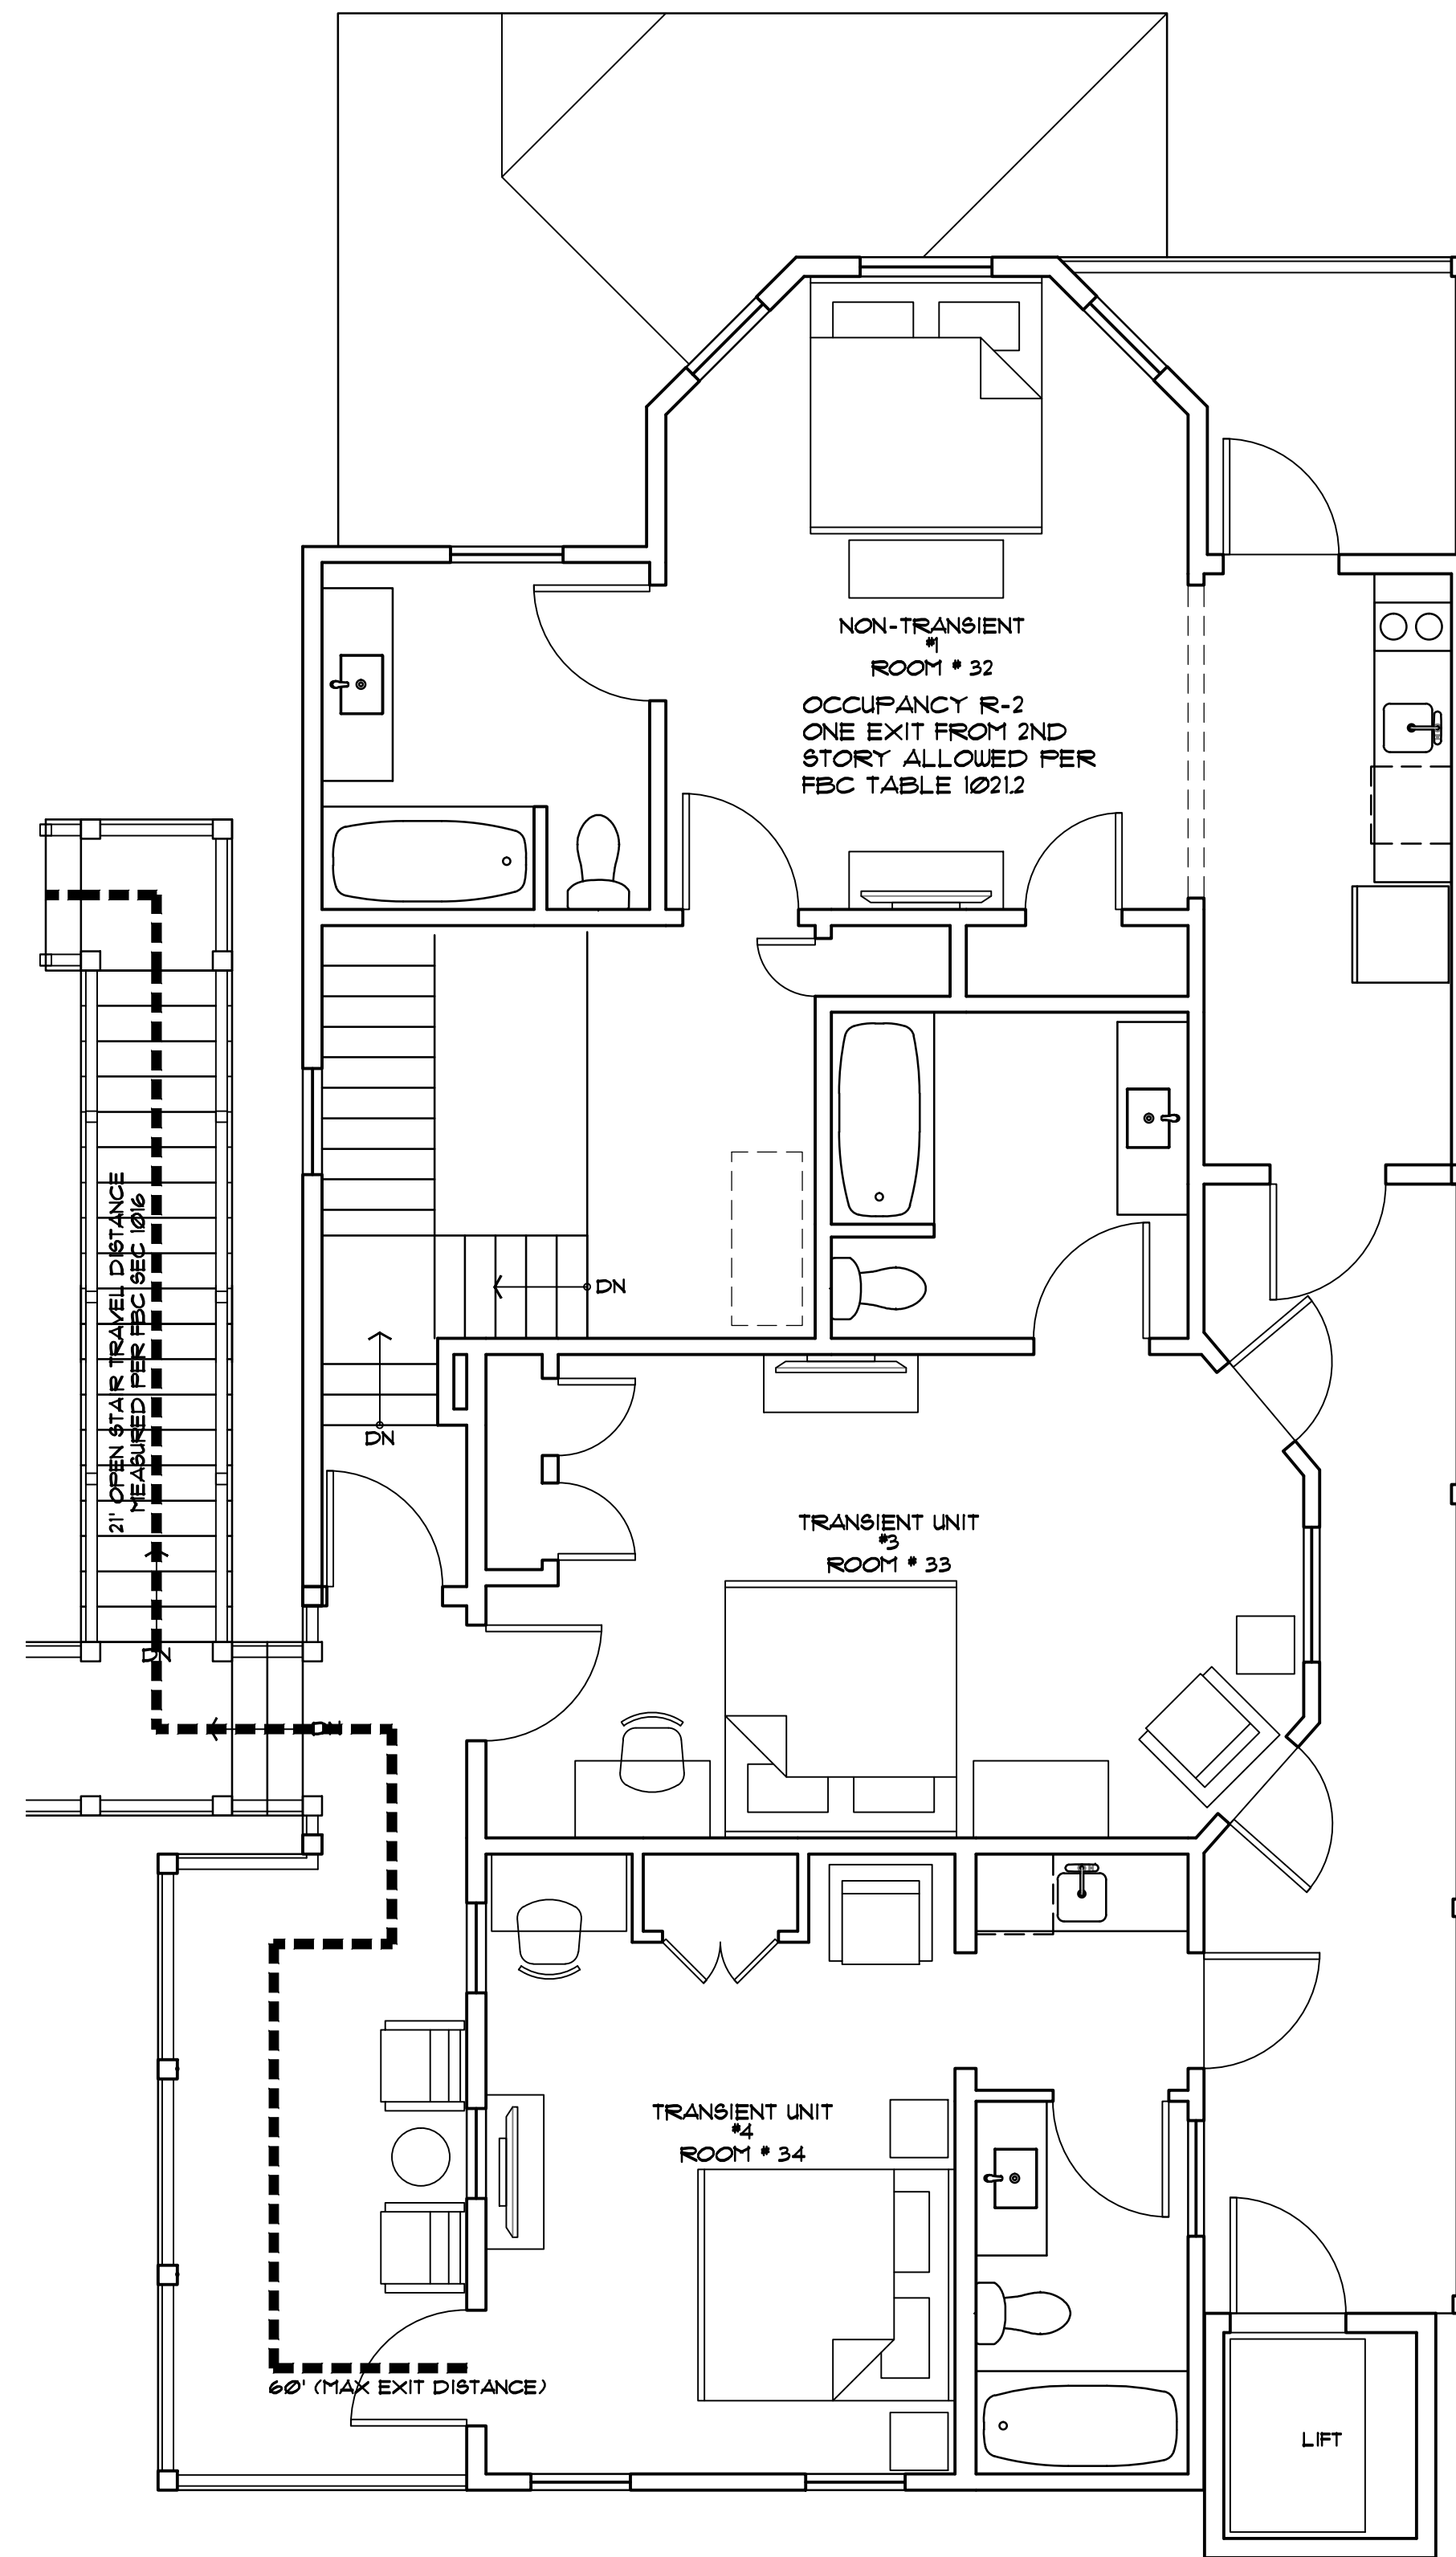 NON-TRANSIENT
#1
ROOM # 32
OCCUPANCY R-2
ONE EXIT FROM 2ND
STORY ALLOWED PER
FBC TABLE 1021.2
21' OPEN STAIR TRAVEL DISTANCE
MEASURED PER FBC SEC 1016
DN
DN
TRANSIENT UNIT
#3
ROOM # 33
DN
DN
TRANSIENT UNIT
#4
ROOM # 34
60' (MAX EXIT DISTANCE)
LIFT